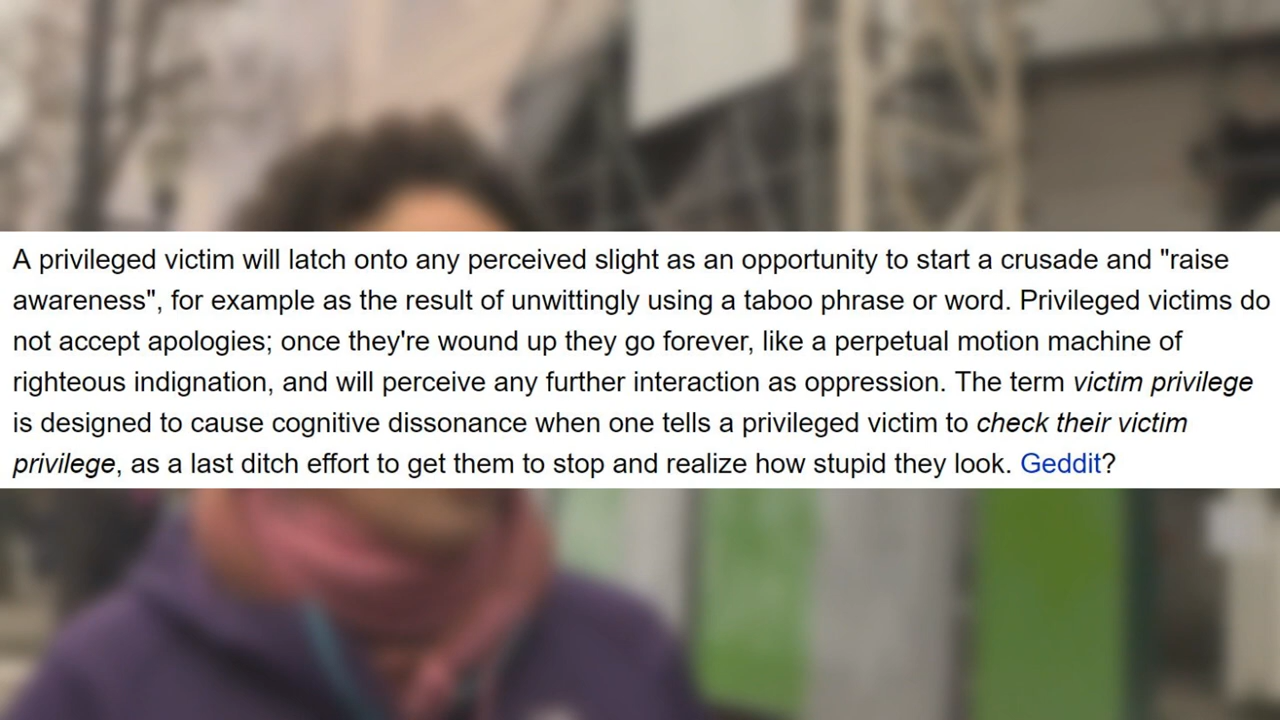 A privileged victim will latch onto any perceived slight as an opportunity to start a crusade and "raise
awareness", for example as the result of unwittingly using a taboo phrase or word. Privileged victims do
not accept apologies; once they're wound up they go forever, like a perpetual motion machine of
righteous indignation, and will perceive any further interaction as oppression. The term victim privilege
is designed to cause cognitive dissonance when one tells a privileged victim to check their victim
privilege, as a last ditch effort to get them to stop and realize how stupid they look. Geddit?